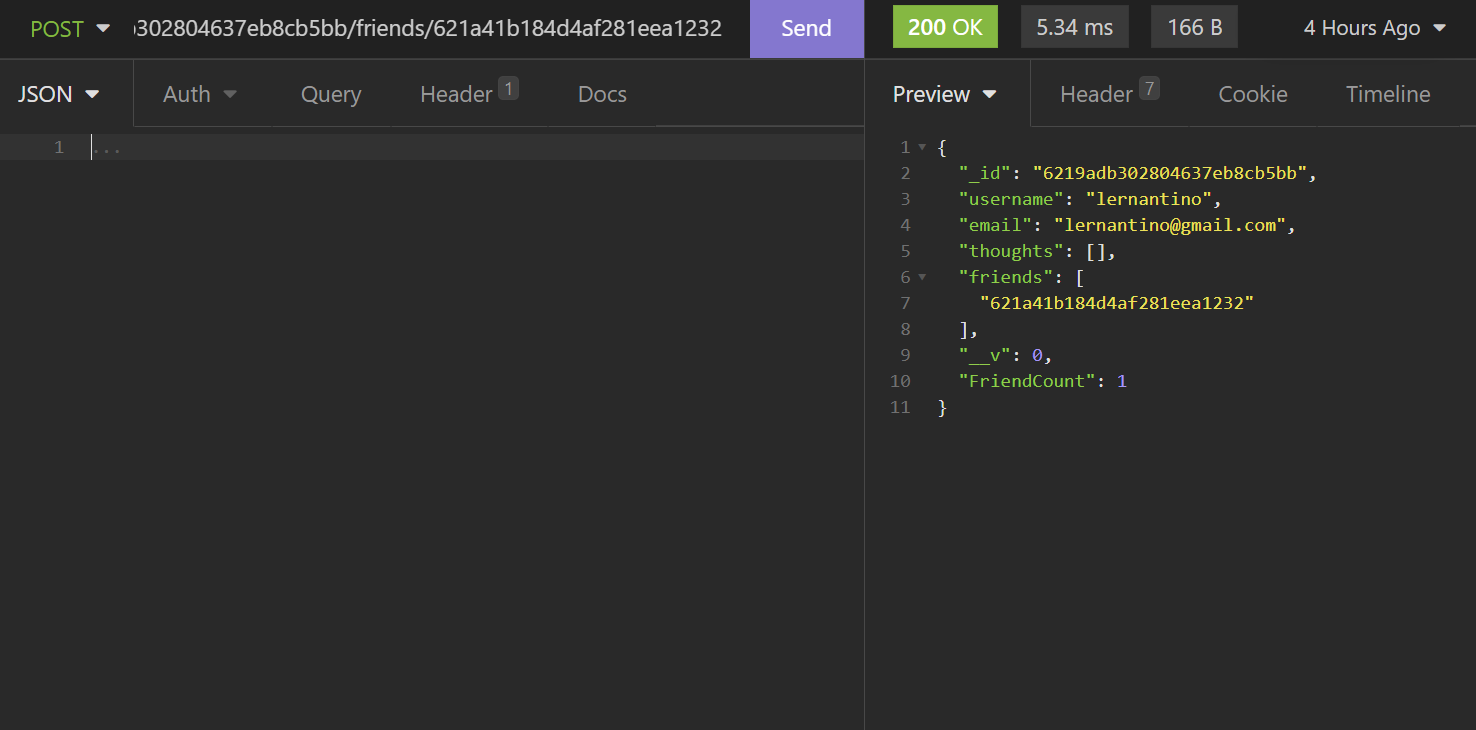 POST 302804637eb8cb5bb/friends/621a41b184d4af281eea1232 Send 200 OK 5.34 ms 166 B 4 Hours Ago
JSON Auth Query Header 1 Docs Preview Header 7 Cookie Timeline
1 ...
1 {
2 "_id": "6219adb302804637eb8cb5bb",
3 "username": "lernantino",
4 "email": "lernantino@gmail.com",
5 "thoughts": [],
6 "friends": [
7 "621a41b184d4af281eea1232"
8 ],
9 "__v": 0,
10 "FriendCount": 1
11 }